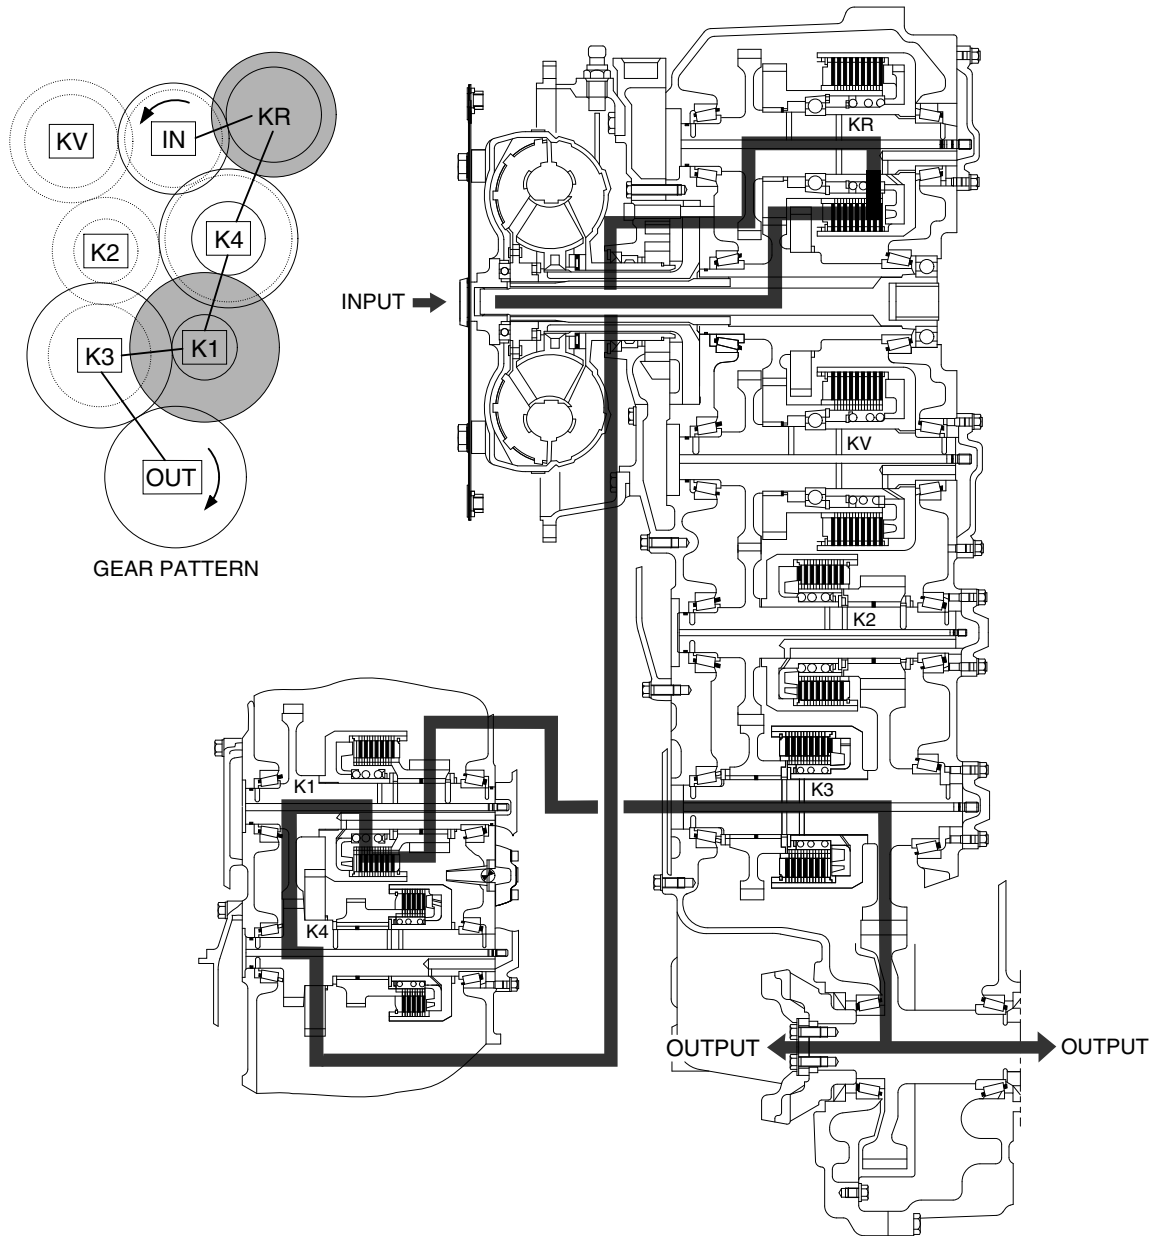 KR
KV
IN
K4
K2
K1
K3
OUT
GEAR PATTERN
INPUT
KR
KV
K2
K3
K1
K4
OUTPUT
OUTPUT